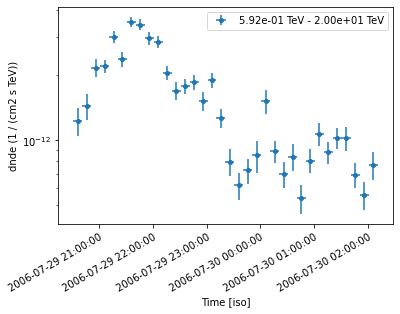 5.92e-01 TeV - 2.00e+01 TeV
dnde (1 / (cm2 s TeV))
10⁻¹²
2006-07-29 21:00:00
2006-07-29 22:00:00
2006-07-29 23:00:00
2006-07-30 00:00:00
2006-07-30 01:00:00
2006-07-30 02:00:00
Time [iso]